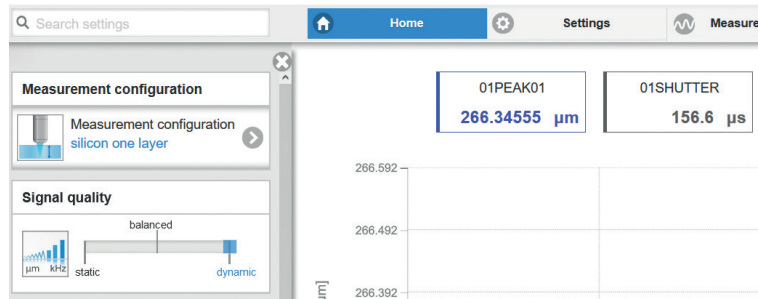 Search settings
Home
Settings
Measure
Measurement configuration
Measurement configuration
silicon one layer
Signal quality
balanced
µm kHz
static
dynamic
01PEAK01
266.34555 µm
01SHUTTER
156.6 µs
266.592
266.492
266.392
µm]